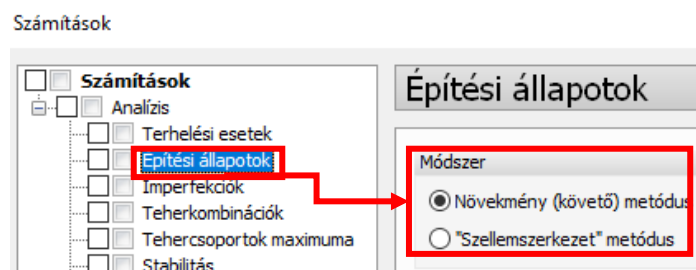 Számítások
Számítások
Analízis
Terhelési esetek
Építési állapotok
Imperfekciók
Teherkombinációk
Tehercsoportok maximuma
Stabilitás
Építési állapotok
Módszer
Növekmény (követő) metódus
"Szellemszerkezet" metódus